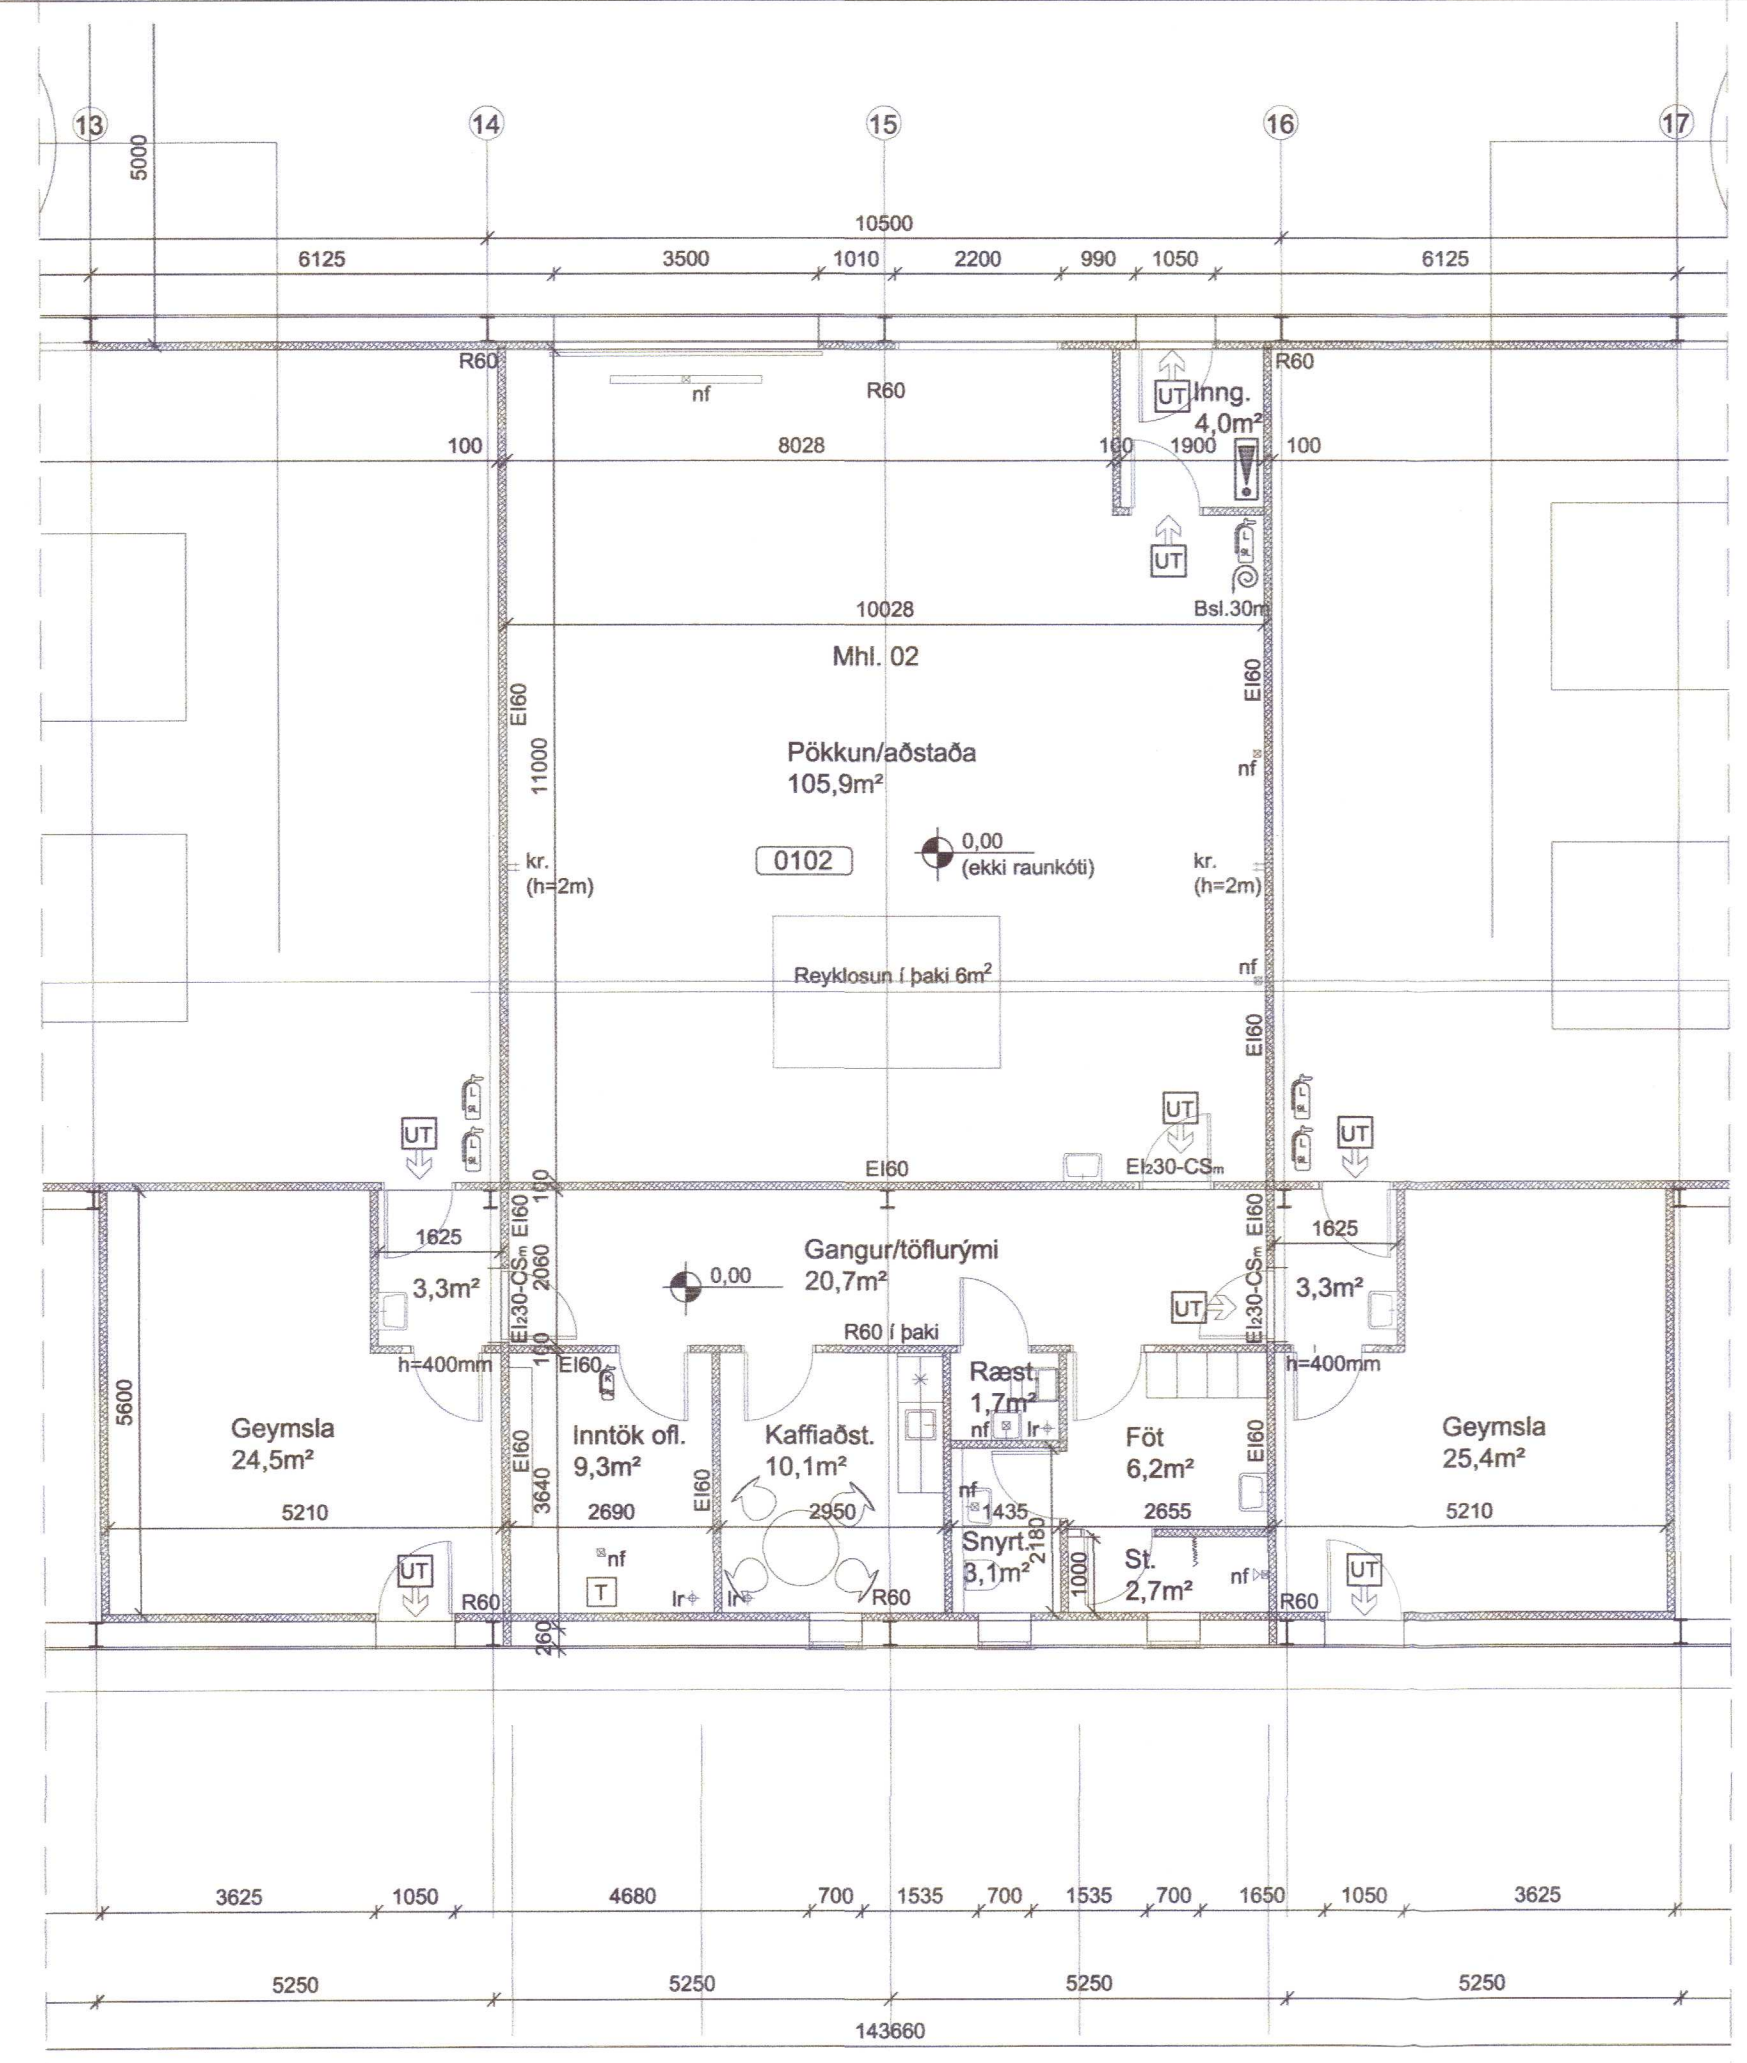 13
14
15
16
17
5000
10500
6125
3500
1010
2200
990
1050
6125
R60
nf
R60
R60
UT
Inng.
4,0m²
100
8028
100
1900
100
UT
10028
Bsl.30m
Mhl. 02
EI60
EI60
11000
Pökkun/aðstaða
105,9m²
nf
0102
0,00
(ekki raunkóti)
kr.
(h=2m)
kr.
(h=2m)
Reyklosun í þaki 6m²
nf
EI60
UT
UT
UT
EI60
EI₂30-CSm
100
EI60
EI60
1625
1625
Gangur/töflurými
20,7m²
0,00
2060
EI₂30-CSm
EI₂30-CSm
3,3m²
3,3m²
UT
R60 í þaki
100
h=400mm
EI60
h=400mm
Ræst.
1,7m²
nf
lr
5600
Geymsla
24,5m²
EI60
Inntök ofl.
9,3m²
Kaffiaðst.
10,1m²
Föt
6,2m²
EI60
Geymsla
25,4m²
3640
EI60
nf
5210
2690
2950
1435
2655
5210
2180
Snyrt.
3,1m²
1000
St.
2,7m²
nf
UT
nf
T
lr
lr
R60
R60
R60
UT
260
3625
1050
4680
700
1535
700
1535
700
1650
1050
3625
5250
5250
5250
5250
143660